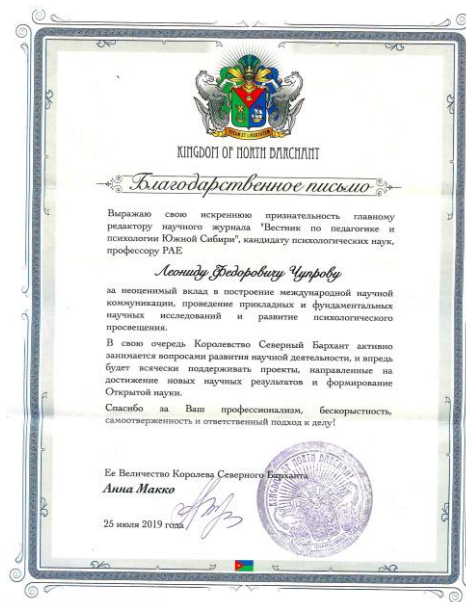 KINGDOM OF NORTH BARCHANT
Благодарственное письмо
Выражаю свою искреннюю признательность главному
редактору научного журнала "Вестник по педагогике и
психологии Южной Сибири", кандидату психологических наук,
профессору РАЕ
Леониду Федоровичу Чупрову
за неоценимый вклад в построение международной научной
коммуникации, проведение прикладных и фундаментальных
научных исследований и развитие психологического
просвещения.
В свою очередь Королевство Северный Бархант активно
занимается вопросами развития научной деятельности, и впредь
будет всячески поддерживать проекты, направленные на
достижение новых научных результатов и формирование
Открытой науки.
Спасибо за Ваш профессионализм, бескорыстность,
самоотверженность и ответственный подход к делу!
Ее Величество Королева Северного Барханта
Анна Макко
25 июля 2019 года
KINGDOM OF NORTH BARCHANT